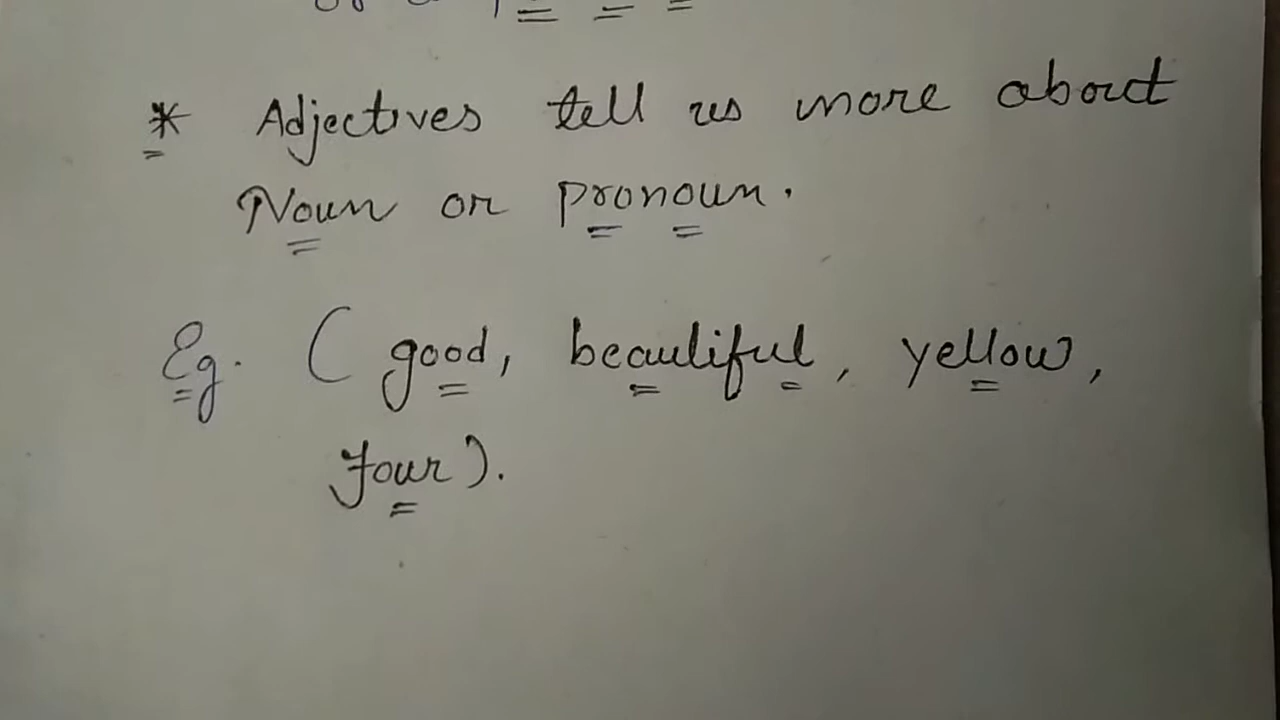 * Adjectives tell us more about
Noun or pronoun.
Eg. ( good, beautiful, yellow,
four).